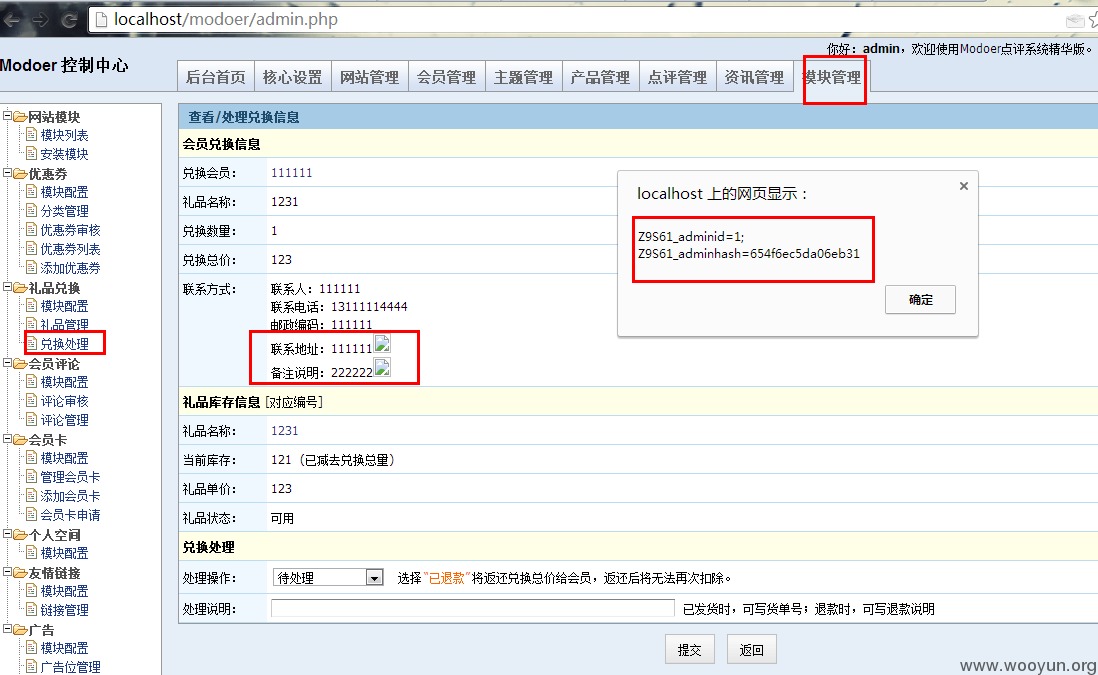 localhost/modoer/admin.php
你好：admin，欢迎使用Modoer点评系统精华版。
Modoer 控制中心
后台首页 核心设置 网站管理 会员管理 主题管理 产品管理 点评管理 资讯管理 模块管理
网站模块
模块列表
安装模块
优惠券
模块配置
分类管理
优惠券审核
优惠券列表
添加优惠券
礼品兑换
模块配置
礼品管理
兑换处理
会员评论
模块配置
评论审核
评论管理
会员卡
模块配置
管理会员卡
添加会员卡
会员卡申请
个人空间
模块配置
友情链接
模块配置
链接管理
广告
模块配置
广告位管理
查看/处理兑换信息
会员兑换信息
兑换会员： 111111
礼品名称： 1231
兑换数量： 1
兑换总价： 123
联系方式： 联系人：111111
联系电话：13111114444
邮政编码：111111
联系地址：111111
备注说明：222222
礼品库存信息 [对应编号]
礼品名称： 1231
当前库存： 121（已减去兑换总量）
礼品单价： 123
礼品状态： 可用
兑换处理
处理操作： 待处理 选择“已退款”将返还兑换总价给会员，返还后将无法再次扣除。
处理说明： 已发货时，可写货单号；退款时，可写退款说明
提交 返回
localhost 上的网页显示：
×
Z9S61_adminid=1;
Z9S61_adminhash=654f6ec5da06eb31
确定
www.wooyun.org